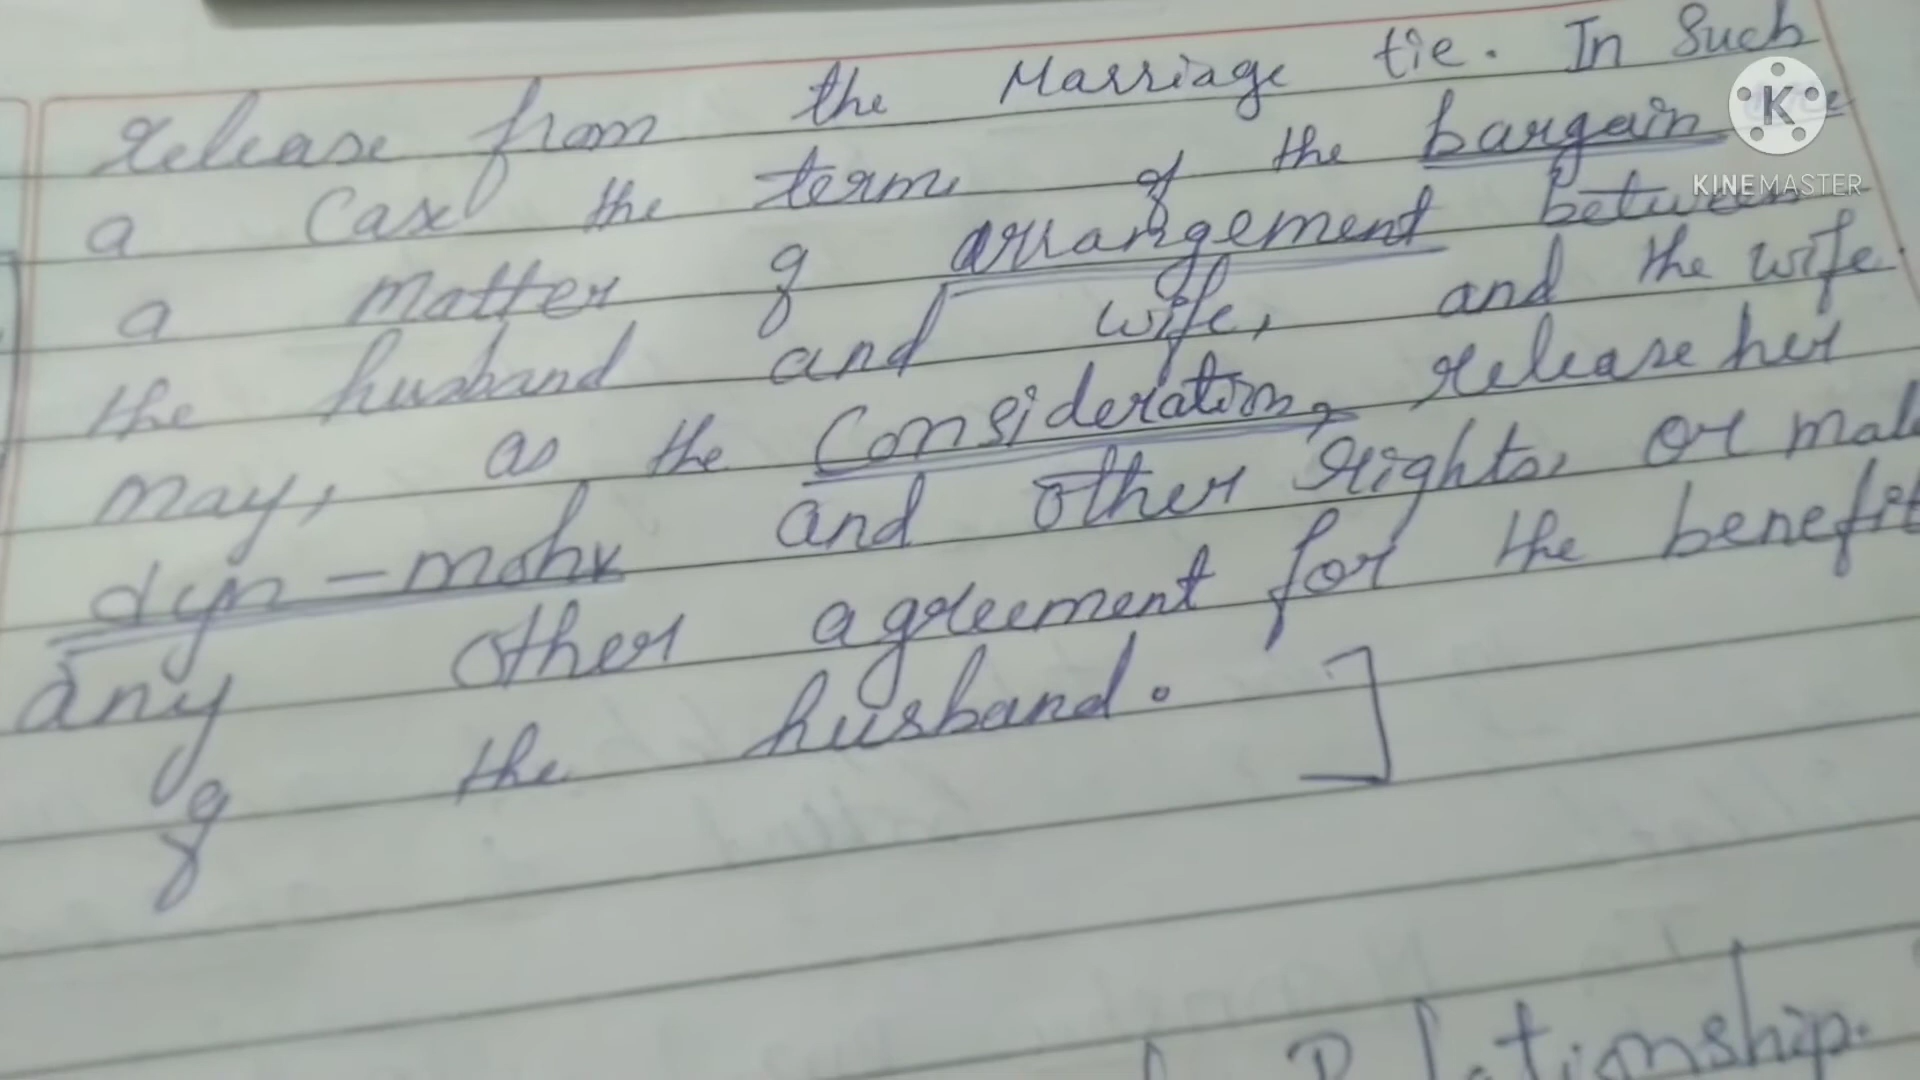 release from the Marriage tie. In Such
a Case the term of the bargain are
a matter of arrangement between
the husband and wife, and the wife
may, as the Consideration, release her
dyn-mohr and other rights, or make
any other agreement for the benefit
of the husband.
Relationship.
KINEMASTER